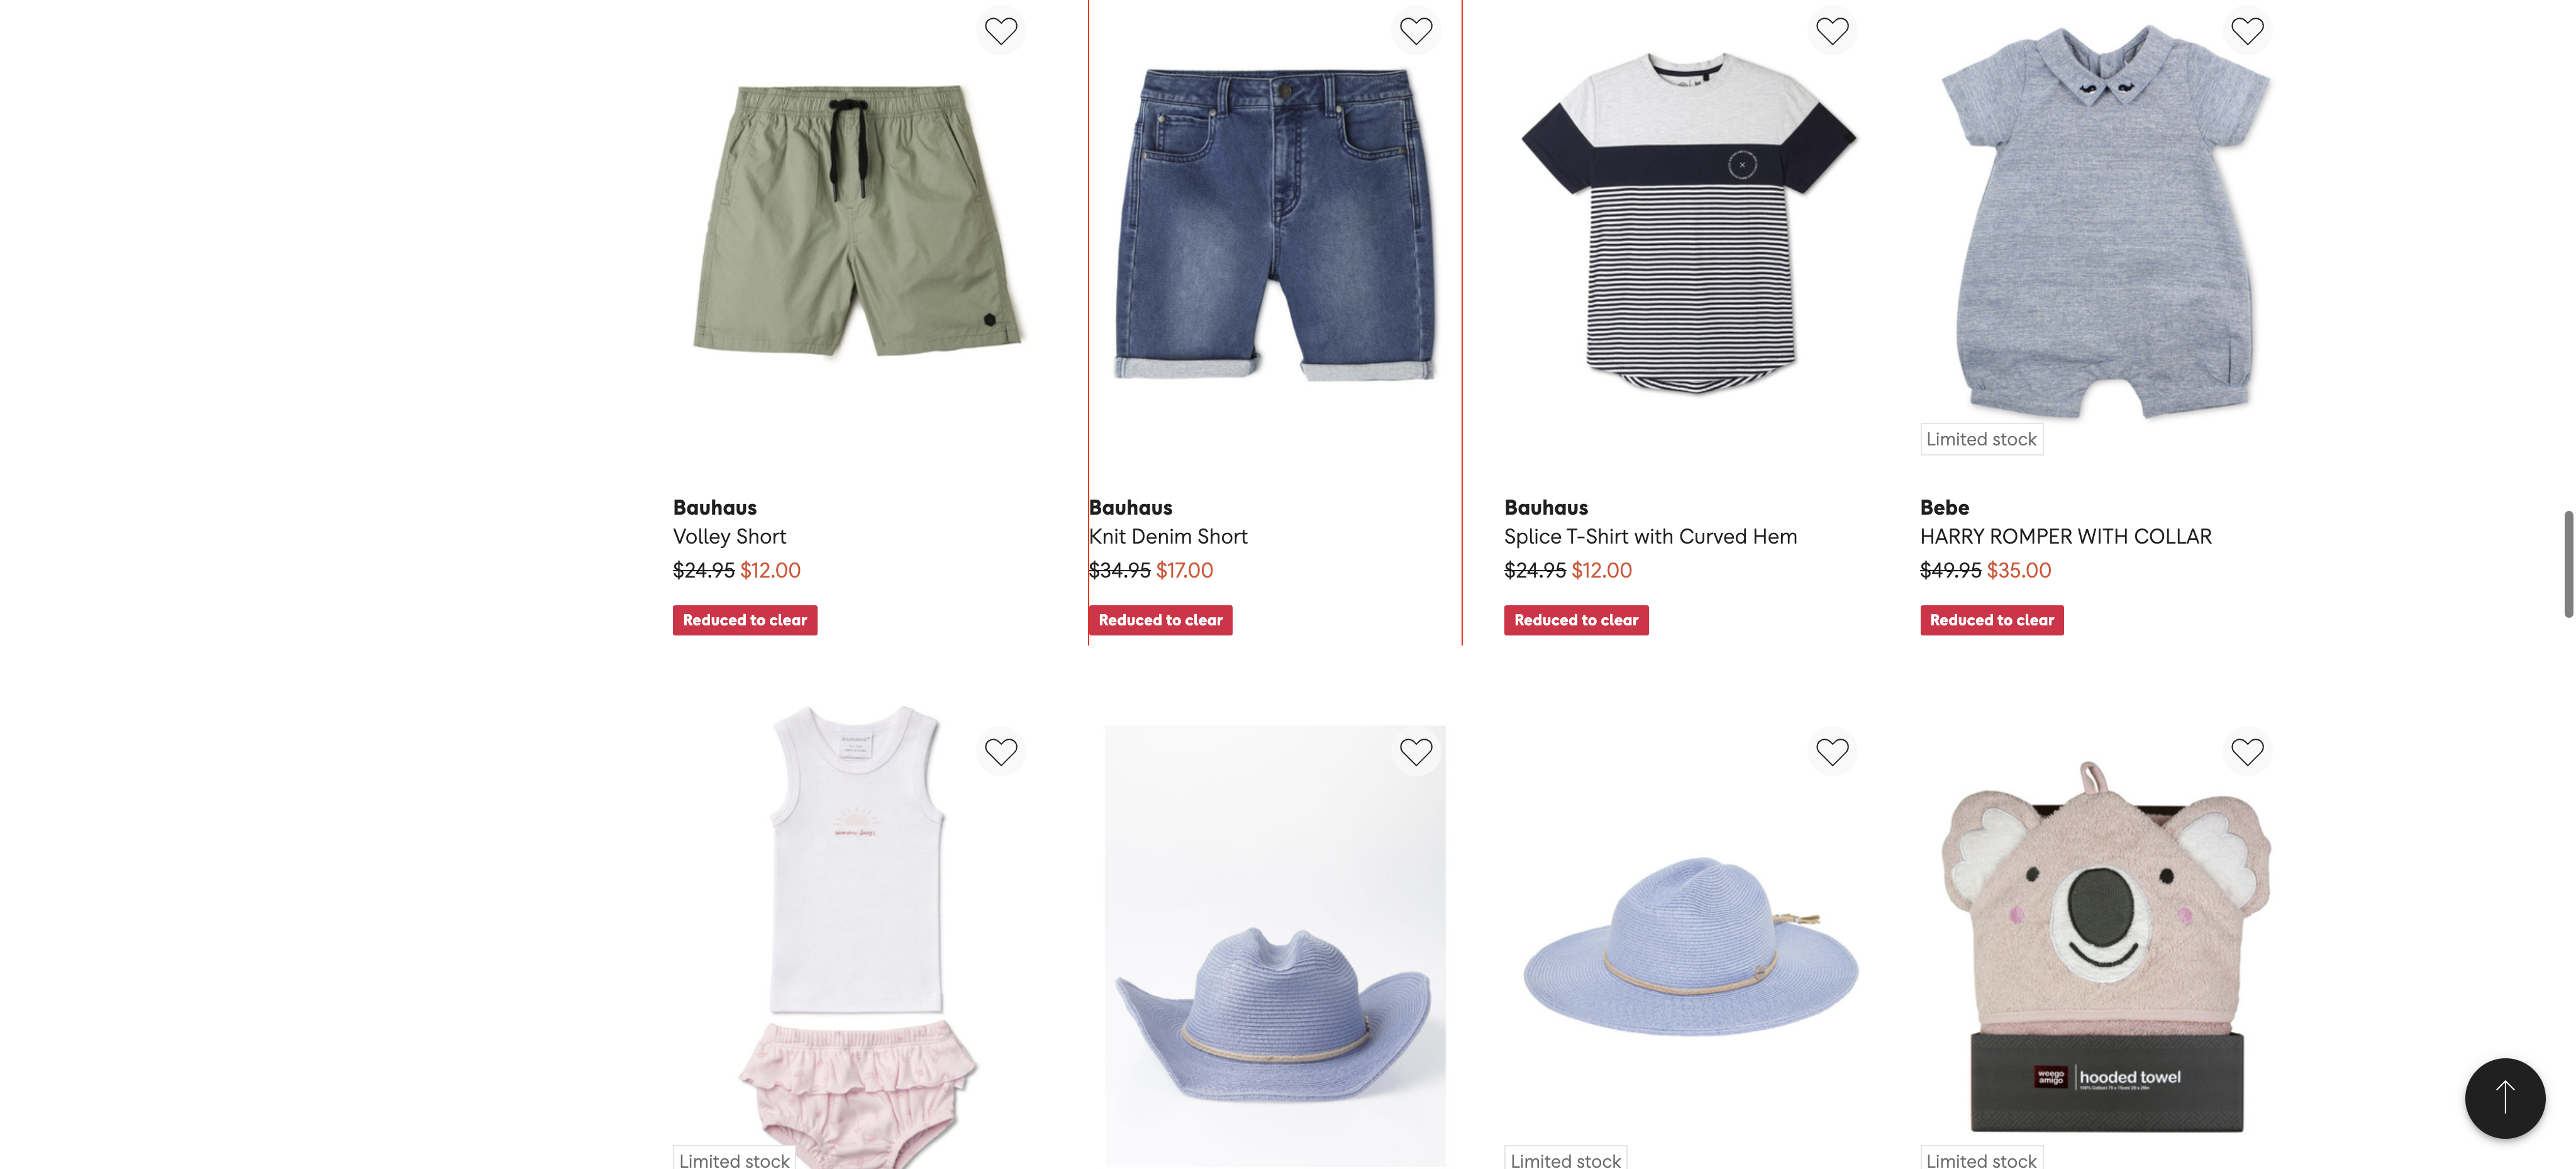 Limited stock
Bauhaus
Volley Short
$24.95 $12.00
Reduced to clear
Bauhaus
Knit Denim Short
$34.95 $17.00
Reduced to clear
Bauhaus
Splice T-Shirt with Curved Hem
$24.95 $12.00
Reduced to clear
Bebe
HARRY ROMPER WITH COLLAR
$49.95 $35.00
Reduced to clear
weego
amigo
hooded towel
Limited stock
Limited stock
Limited stock